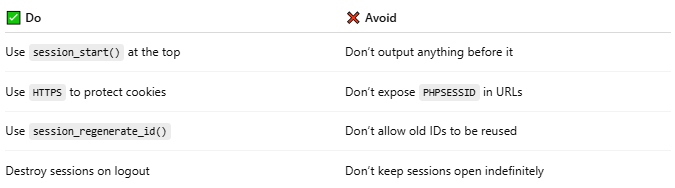 ✅ Do ❌ Avoid
Use session_start() at the top Don't output anything before it
Use HTTPS to protect cookies Don't expose PHPSESSID in URLs
Use session_regenerate_id() Don't allow old IDs to be reused
Destroy sessions on logout Don't keep sessions open indefinitely